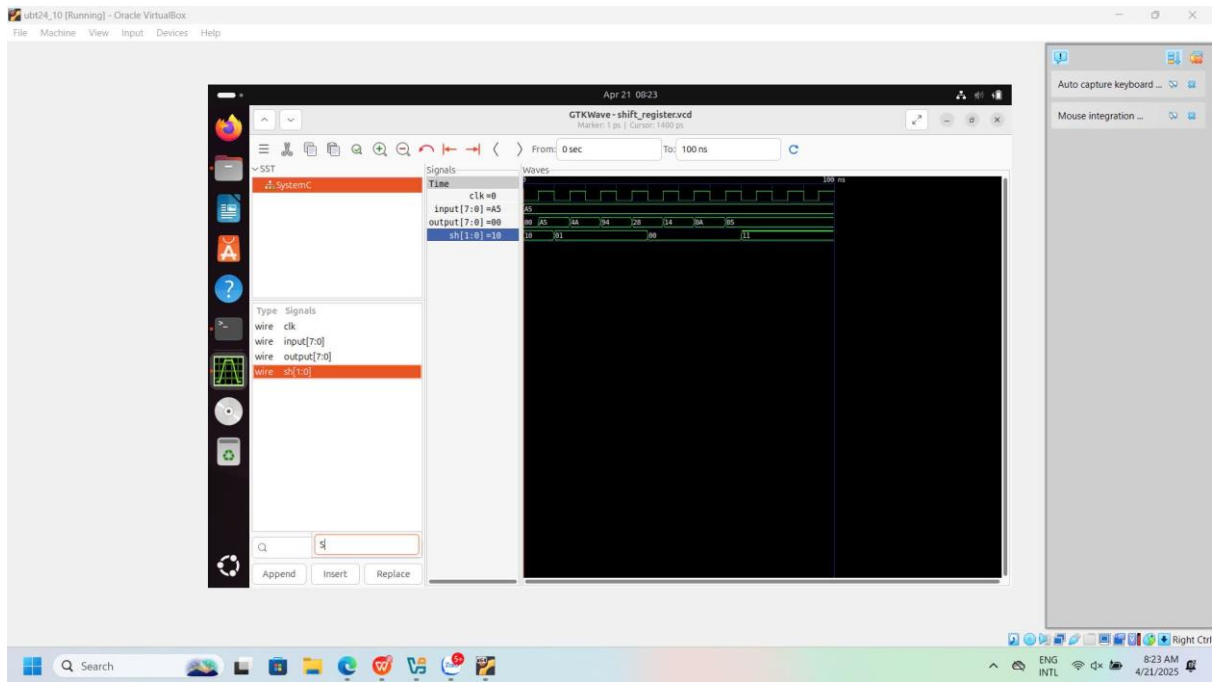 ubt24_10 [Running] - Oracle VirtualBox
File Machine View Input Devices Help
Auto capture keyboard ...
Mouse integration ...
Apr 21 08:23
GTKWave - shift_register.vcd
Marker: 1 ps | Cursor: 1400 ps
From: 0 sec To: 100 ns
SST
SystemC
Type Signals
wire clk
wire input[7:0]
wire output[7:0]
wire sh[1:0]
S
Append Insert Replace
Signals
Time
clk=0
input[7:0]=A5
output[7:0]=00
sh[1:0]=10
Waves
0 100 ns
A5
00 A5 4A 94 28 14 0A 05
10 01 00 11
Right Ctrl
Search
ENG
INTL
8:23 AM
4/21/2025